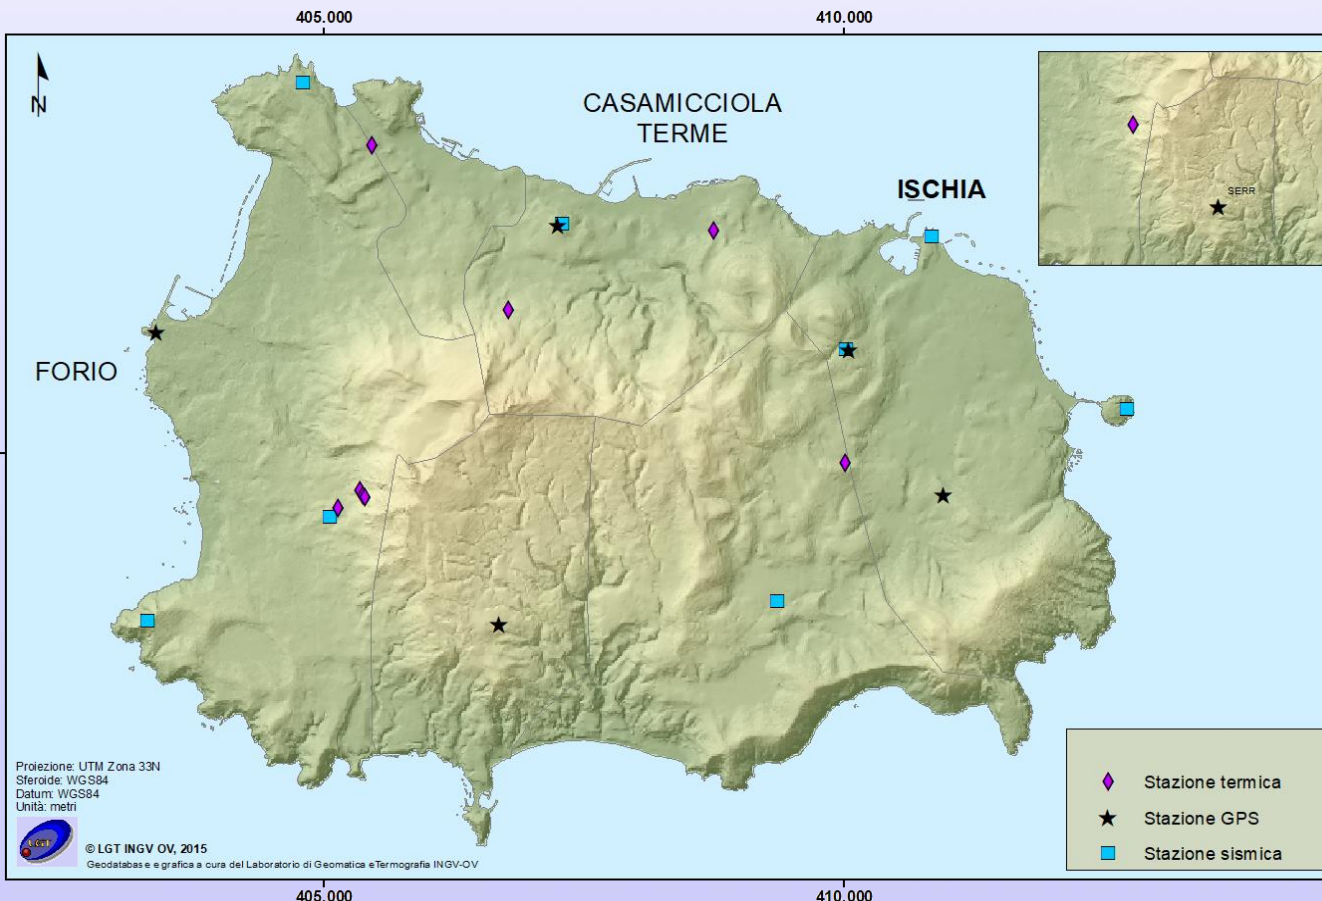 405.000
410.000
N
CASAMICCIOLA
TERME
ISCHIA
SERR
FORIO
Proiezione: UTM Zona 33N
Sferoide: WGS84
Datum: WGS84
Unità: metri
LGT
© LGT INGV OV, 2015
Geodatabase e grafica a cura del Laboratorio di Geomatica e Termografia INGV-OV
Stazione termica
Stazione GPS
Stazione sismica
405.000
410.000